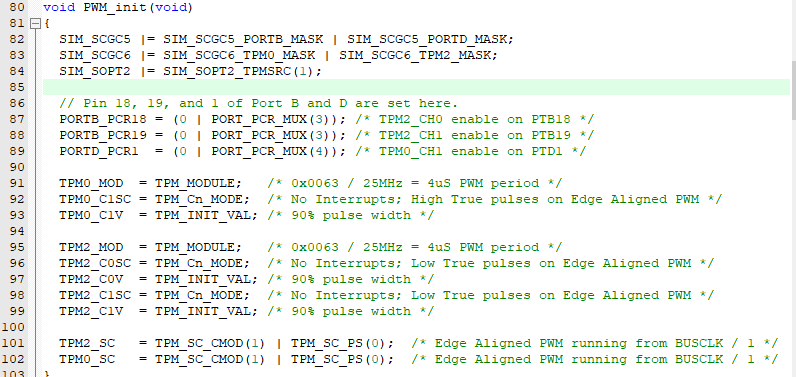 80 void PWM_init(void)
81 {
82 SIM_SCGC5 |= SIM_SCGC5_PORTB_MASK | SIM_SCGC5_PORTD_MASK;
83 SIM_SCGC6 |= SIM_SCGC6_TPM0_MASK | SIM_SCGC6_TPM2_MASK;
84 SIM_SOPT2 |= SIM_SOPT2_TPMSRC(1);
85
86 // Pin 18, 19, and 1 of Port B and D are set here.
87 PORTB_PCR18 = (0 | PORT_PCR_MUX(3)); /* TPM2_CH0 enable on PTB18 */
88 PORTB_PCR19 = (0 | PORT_PCR_MUX(3)); /* TPM2_CH1 enable on PTB19 */
89 PORTD_PCR1  = (0 | PORT_PCR_MUX(4)); /* TPM0_CH1 enable on PTD1 */
90
91 TPM0_MOD  = TPM_MODULE;   /* 0x0063 / 25MHz = 4uS PWM period */
92 TPM0_C1SC = TPM_Cn_MODE;  /* No Interrupts; High True pulses on Edge Aligned PWM */
93 TPM0_C1V  = TPM_INIT_VAL; /* 90% pulse width */
94
95 TPM2_MOD  = TPM_MODULE;   /* 0x0063 / 25MHz = 4uS PWM period */
96 TPM2_C0SC = TPM_Cn_MODE;  /* No Interrupts; Low True pulses on Edge Aligned PWM */
97 TPM2_C0V  = TPM_INIT_VAL; /* 90% pulse width */
98 TPM2_C1SC = TPM_Cn_MODE;  /* No Interrupts; Low True pulses on Edge Aligned PWM */
99 TPM2_C1V  = TPM_INIT_VAL; /* 90% pulse width */
100
101 TPM2_SC   = TPM_SC_CMOD(1) | TPM_SC_PS(0);  /* Edge Aligned PWM running from BUSCLK / 1 */
102 TPM0_SC   = TPM_SC_CMOD(1) | TPM_SC_PS(0);  /* Edge Aligned PWM running from BUSCLK / 1 */
103 }